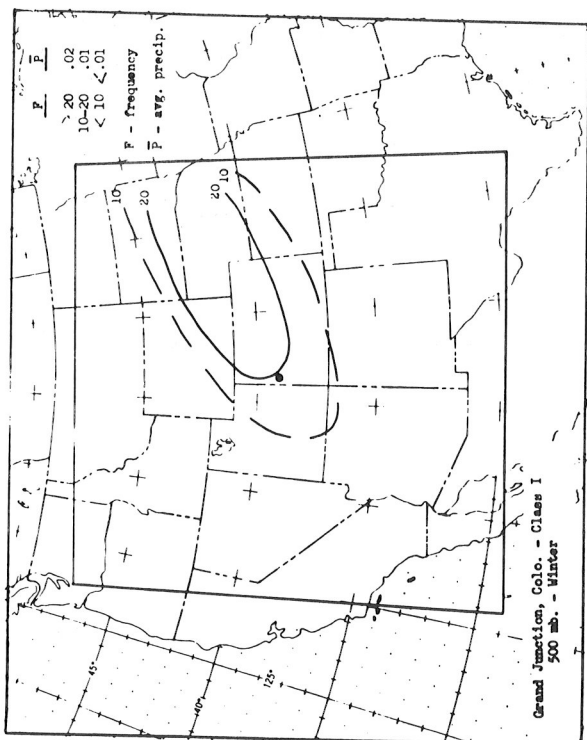 F P̅
>20 .02
10-20 .01
<10 <.01
F - frequency
P̅ - avg. precip.
10
20
20
10
45°
40°
125°
Grand Junction, Colo. - Class I
500 mb. - Winter